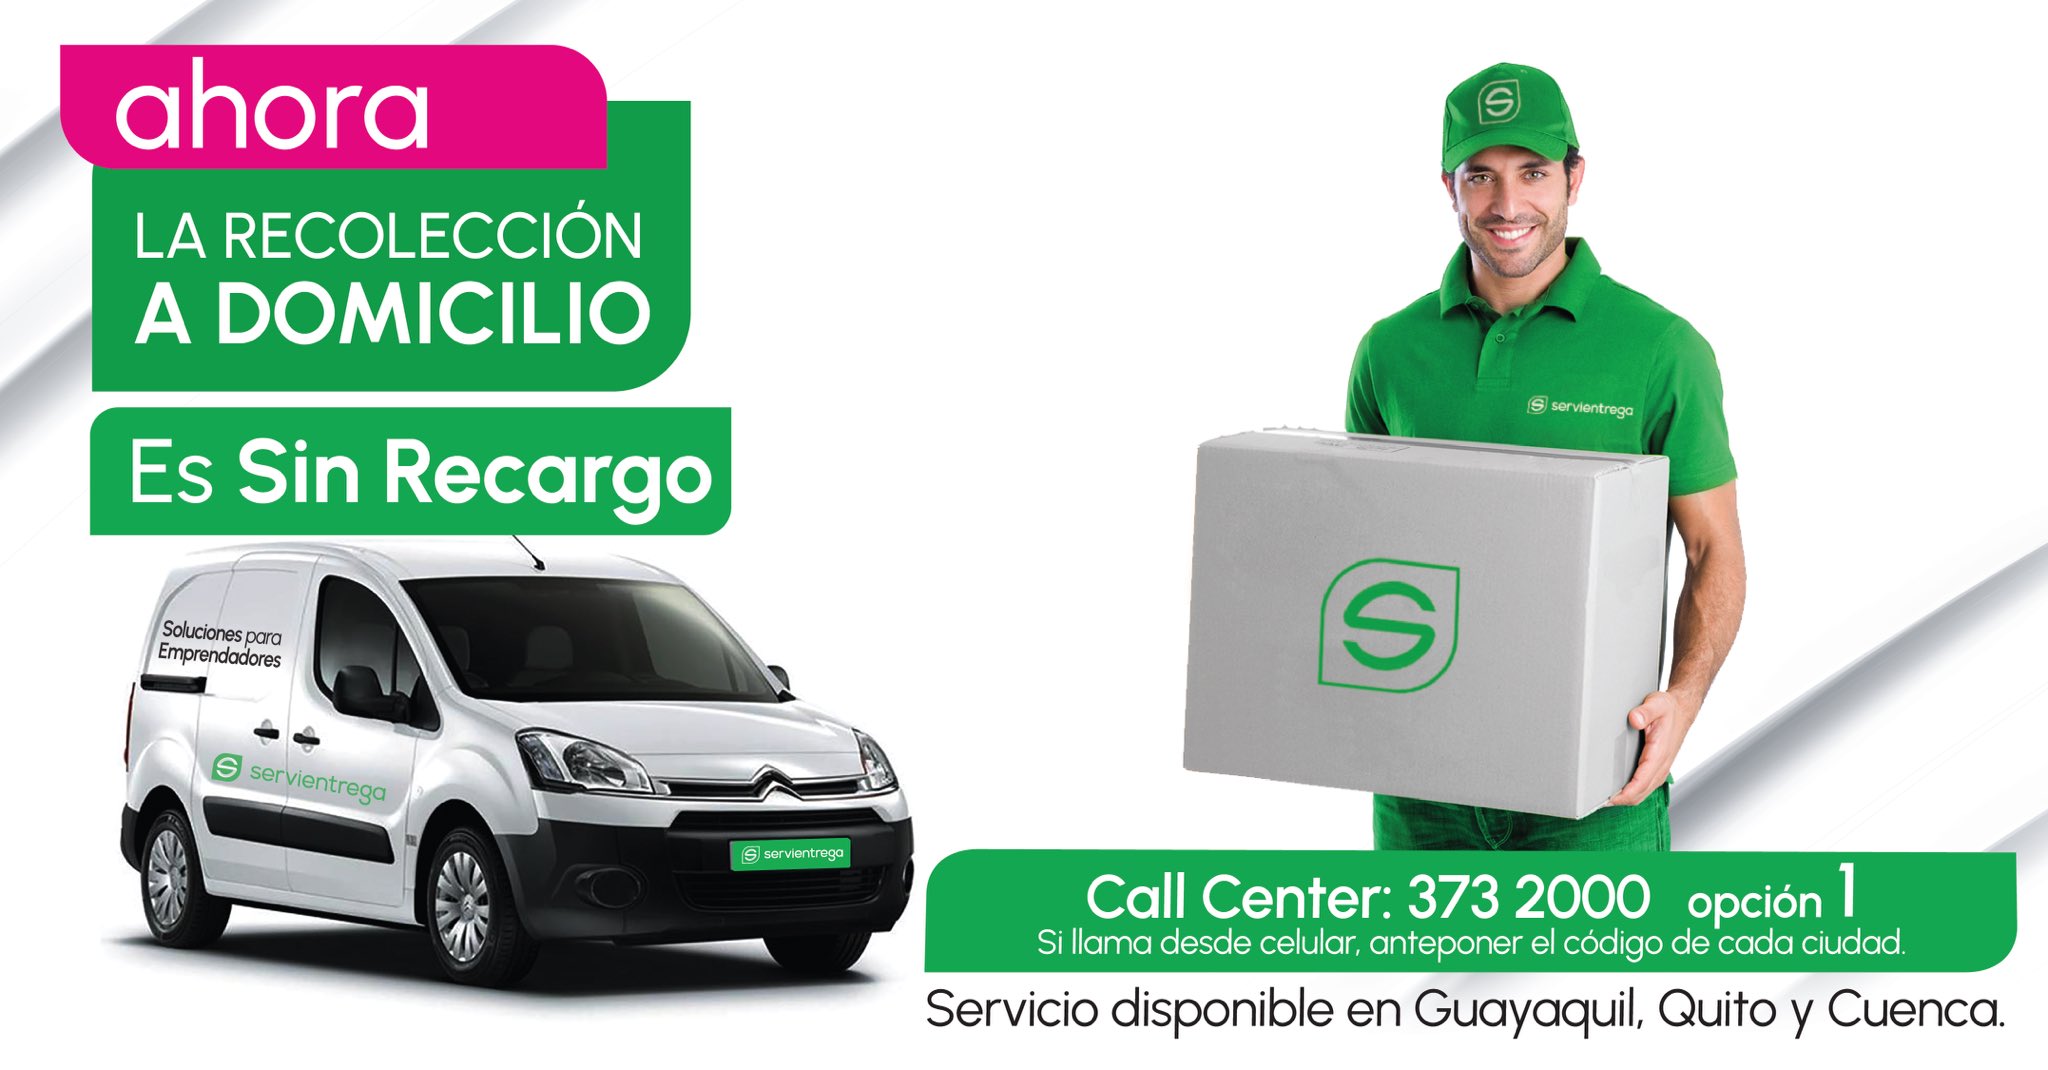 ahora
LA RECOLECCIÓN
A DOMICILIO
Es Sin Recargo
Soluciones para
Emprendadores
servientrega
servientrega
servientrega
Call Center: 373 2000 opción 1
Si llama desde celular, anteponer el código de cada ciudad.
Servicio disponible en Guayaquil, Quito y Cuenca.